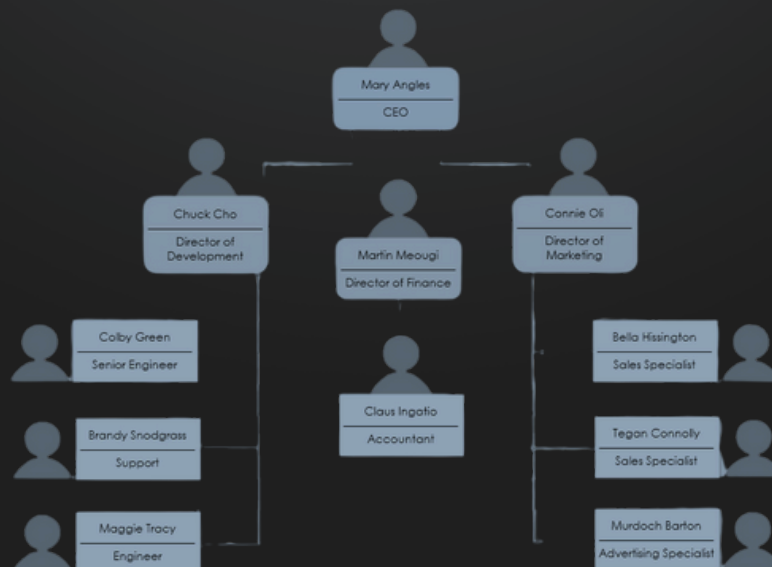 Mary Angles
CEO
Chuck Cho
Director of
Development
Martin Meougi
Director of Finance
Connie Oli
Director of
Marketing
Colby Green
Senior Engineer
Brandy Snodgrass
Support
Maggie Tracy
Engineer
Claus Ingotio
Accountant
Bella Hissington
Sales Specialist
Tegan Connolly
Sales Specialist
Murdoch Barton
Advertising Specialist